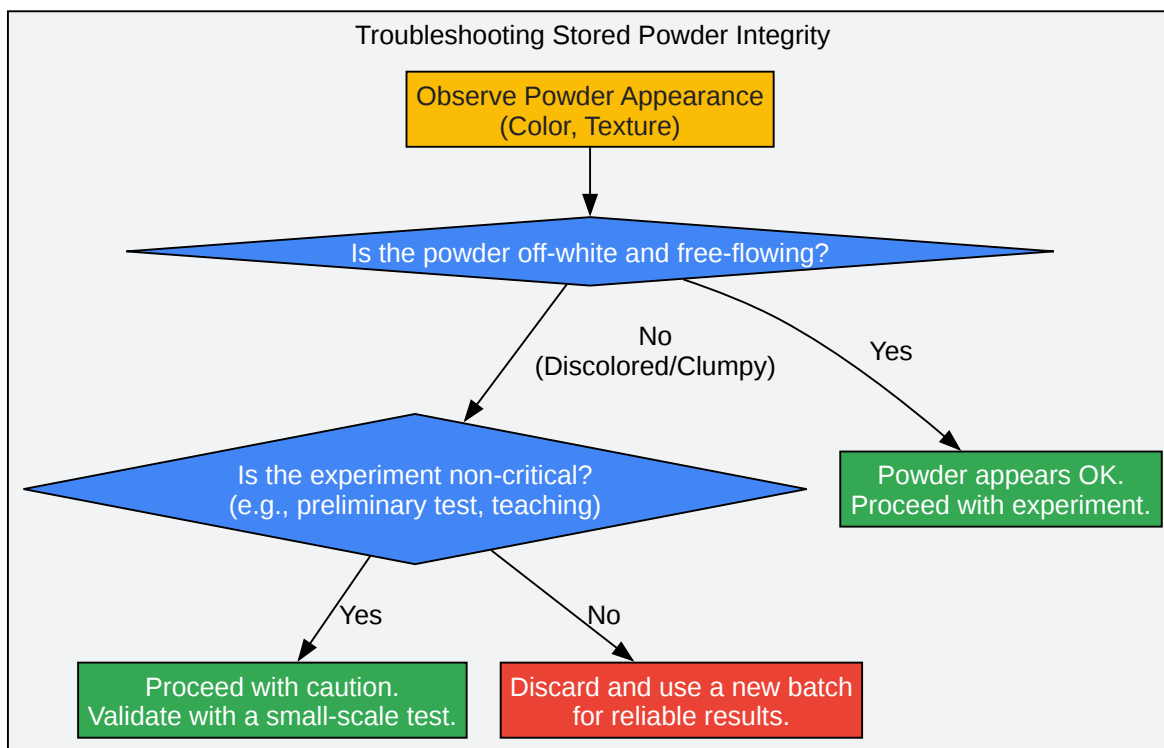 Troubleshooting Stored Powder Integrity
Observe Powder Appearance
(Color, Texture)
Is the powder off-white and free-flowing?
No
(Discolored/Clumpy)
Yes
Is the experiment non-critical?
(e.g., preliminary test, teaching)
Powder appears OK.
Proceed with experiment.
Yes
No
Proceed with caution.
Validate with a small-scale test.
Discard and use a new batch
for reliable results.